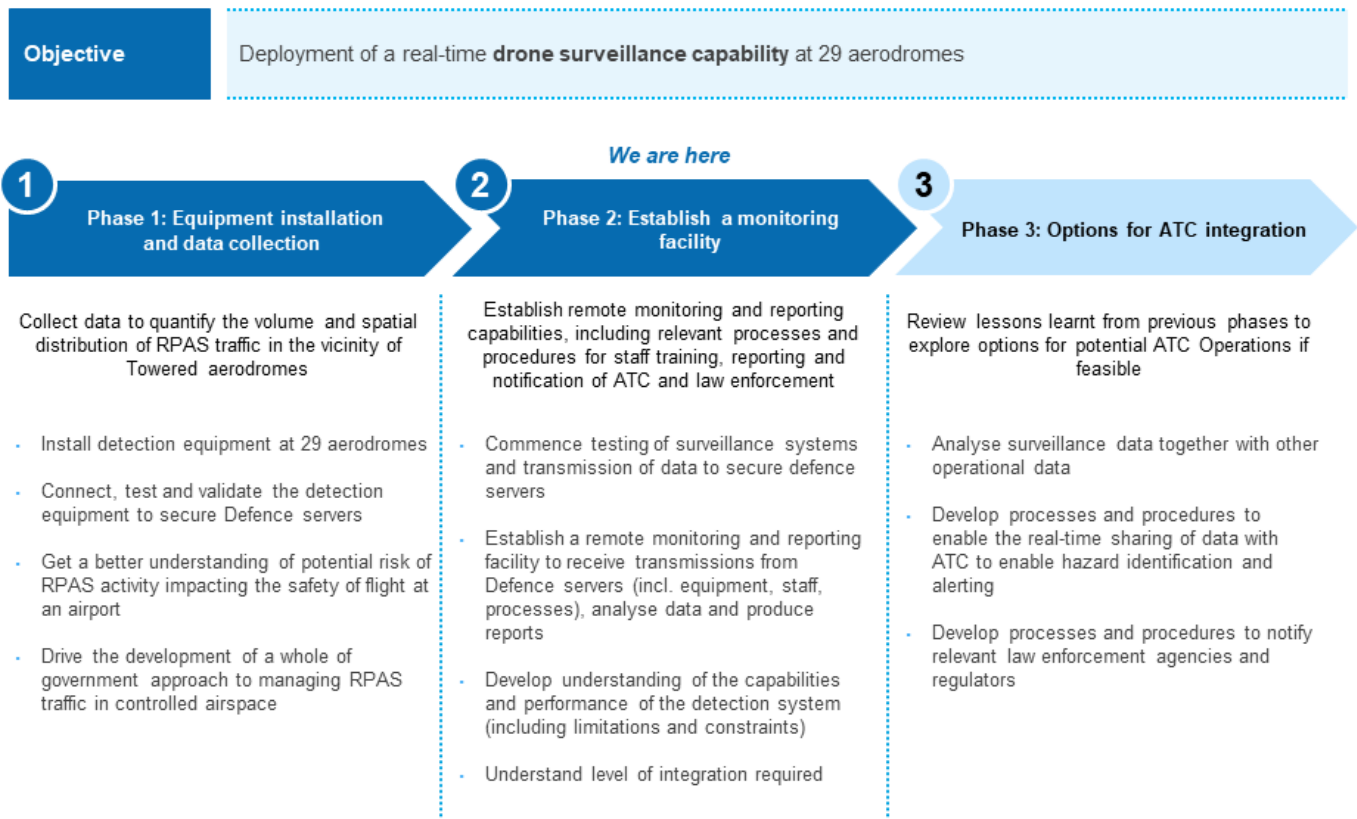 Objective
Deployment of a real-time drone surveillance capability at 29 aerodromes
We are here
1
Phase 1: Equipment installation
and data collection
Collect data to quantify the volume and spatial
distribution of RPAS traffic in the vicinity of
Towered aerodromes
Install detection equipment at 29 aerodromes
Connect, test and validate the detection
equipment to secure Defence servers
Get a better understanding of potential risk of
RPAS activity impacting the safety of flight at
an airport
Drive the development of a whole of
government approach to managing RPAS
traffic in controlled airspace
2
Phase 2: Establish a monitoring
facility
Establish remote monitoring and reporting
capabilities, including relevant processes and
procedures for staff training, reporting and
notification of ATC and law enforcement
Commence testing of surveillance systems
and transmission of data to secure defence
servers
Establish a remote monitoring and reporting
facility to receive transmissions from
Defence servers (incl. equipment, staff,
processes), analyse data and produce
reports
Develop understanding of the capabilities
and performance of the detection system
(including limitations and constraints)
Understand level of integration required
3
Phase 3: Options for ATC integration
Review lessons learnt from previous phases to
explore options for potential ATC Operations if
feasible
Analyse surveillance data together with other
operational data
Develop processes and procedures to
enable the real-time sharing of data with
ATC to enable hazard identification and
alerting
Develop processes and procedures to notify
relevant law enforcement agencies and
regulators